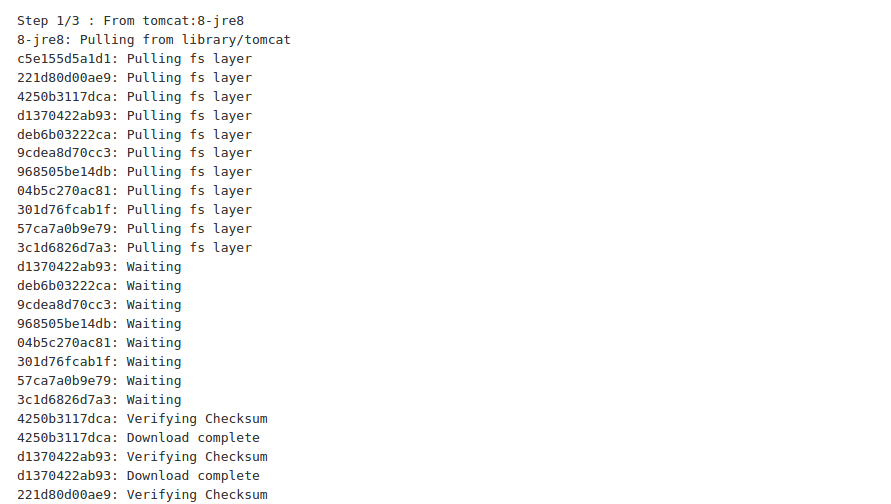 Step 1/3 : From tomcat:8-jre8
8-jre8: Pulling from library/tomcat
c5e155d5a1d1: Pulling fs layer
221d80d00ae9: Pulling fs layer
4250b3117dca: Pulling fs layer
d1370422ab93: Pulling fs layer
deb6b03222ca: Pulling fs layer
9cdea8d70cc3: Pulling fs layer
968505be14db: Pulling fs layer
04b5c270ac81: Pulling fs layer
301d76fcab1f: Pulling fs layer
57ca7a0b9e79: Pulling fs layer
3c1d6826d7a3: Pulling fs layer
d1370422ab93: Waiting
deb6b03222ca: Waiting
9cdea8d70cc3: Waiting
968505be14db: Waiting
04b5c270ac81: Waiting
301d76fcab1f: Waiting
57ca7a0b9e79: Waiting
3c1d6826d7a3: Waiting
4250b3117dca: Verifying Checksum
4250b3117dca: Download complete
d1370422ab93: Verifying Checksum
d1370422ab93: Download complete
221d80d00ae9: Verifying Checksum